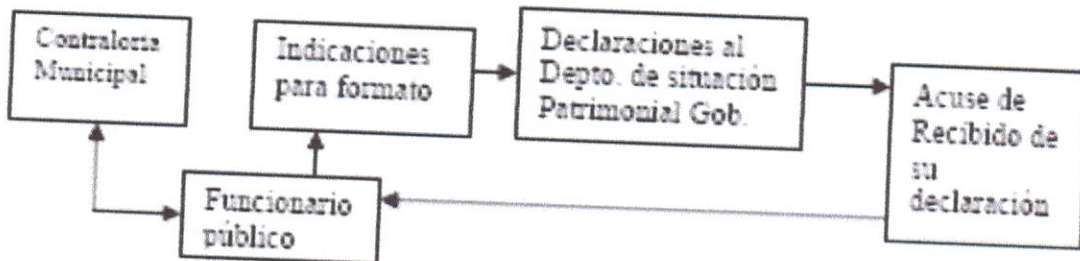 Contraloría
Municipal
Indicaciones
para formato
Declaraciones al
Depto. de situación
Patrimonial Gob.
Acuse de
Recibido de
su
declaración
Funcionario
público